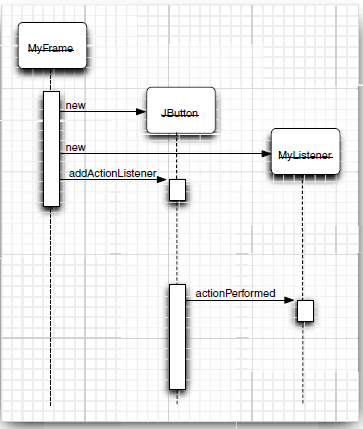 MyFrame
new
JButton
new
MyListener
addActionListener
actionPerformed